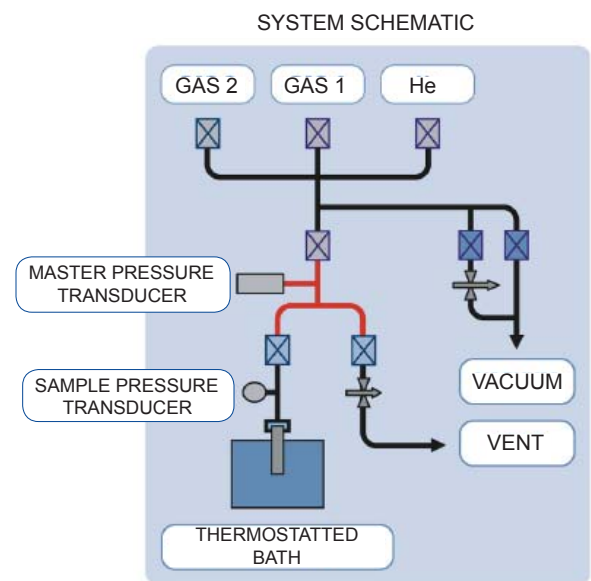 SYSTEM SCHEMATIC
GAS 2
GAS 1
He
MASTER PRESSURE
TRANSDUCER
SAMPLE PRESSURE
TRANSDUCER
VACUUM
VENT
THERMOSTATTED
BATH